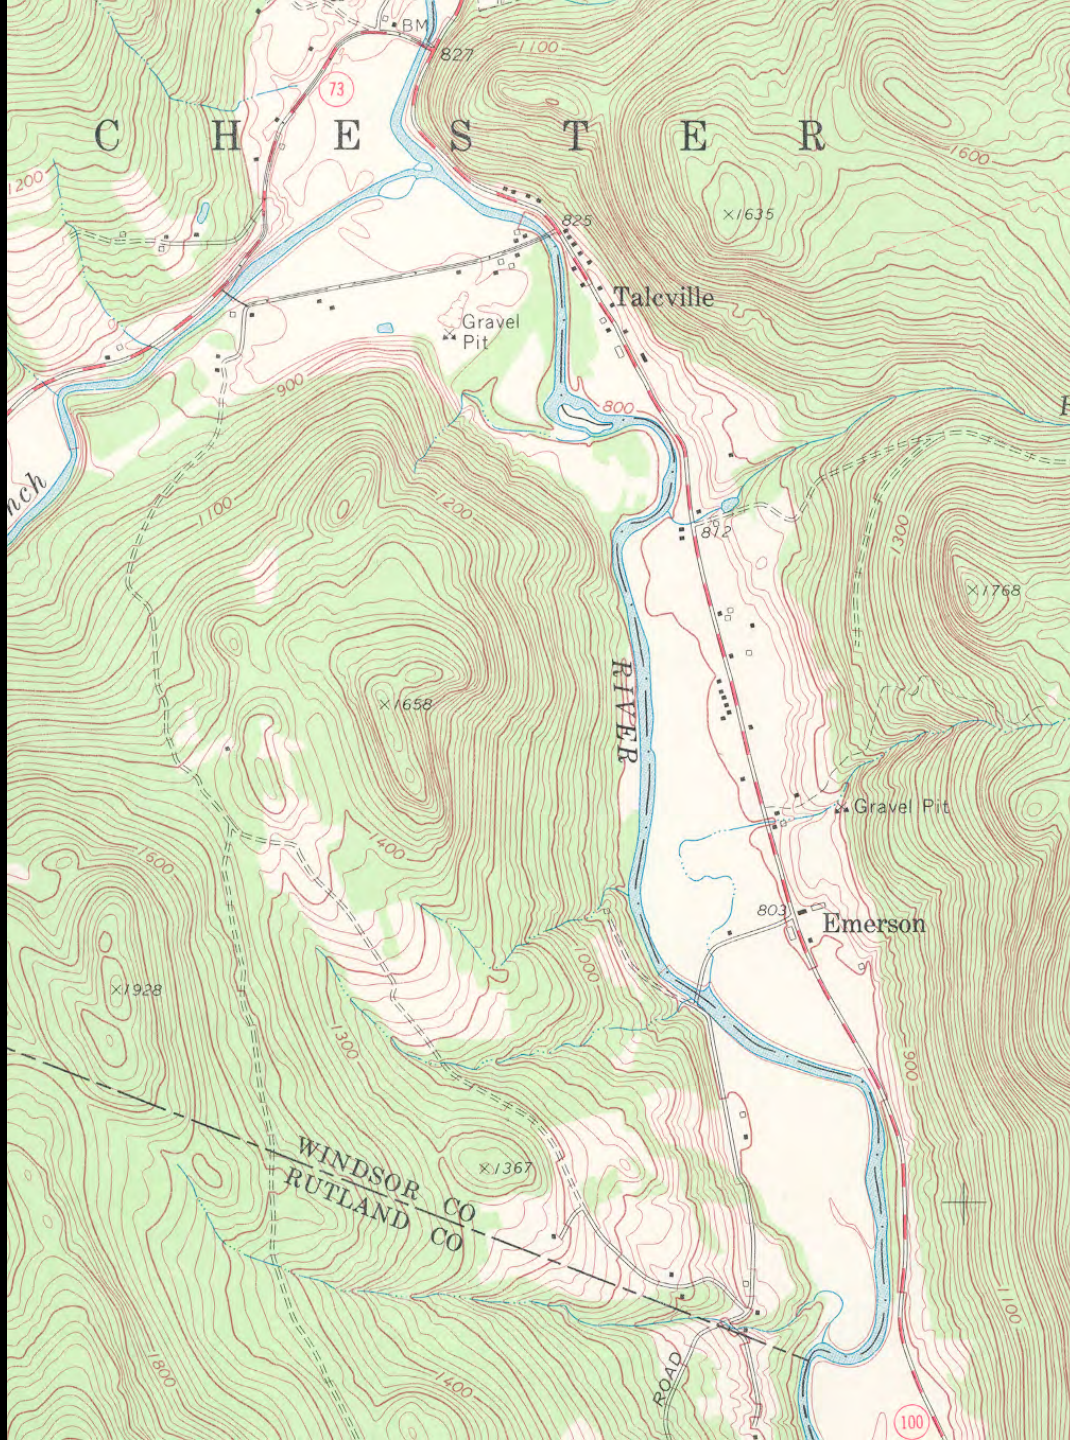 BM
827
1100
73
C H E S T E R
1600
1200
×1635
825
Talcville
Gravel
Pit
900
800
nch
1100
1200
812
1300
×1768
RIVER
×1658
Gravel Pit
1400
1600
803
Emerson
1000
×1928
1300
900
WINDSOR CO
RUTLAND CO
×1367
1100
1800
1400
ROAD
100